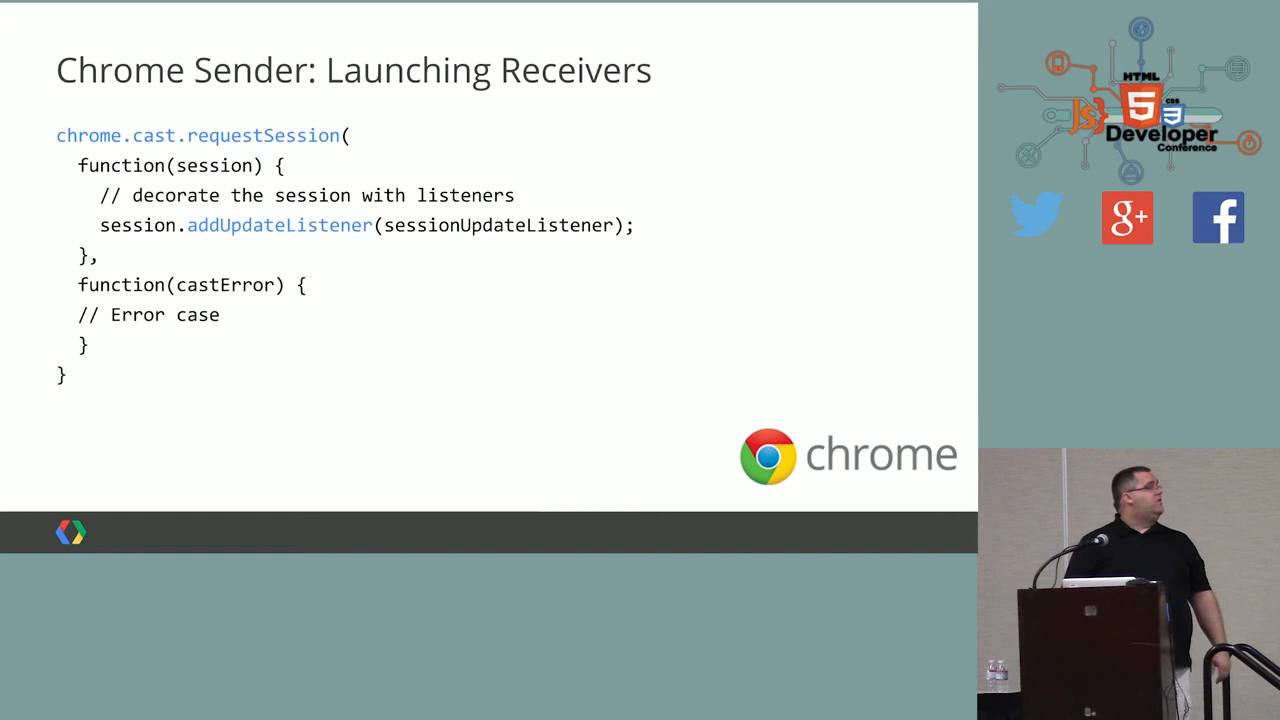 Chrome Sender: Launching Receivers
chrome.cast.requestSession(
function(session) {
// decorate the session with listeners
session.addUpdateListener(sessionUpdateListener);
},
function(castError) {
// Error case
}
}
chrome
HTML
5
CSS
3
JS}
Developer
Conference
g+
f